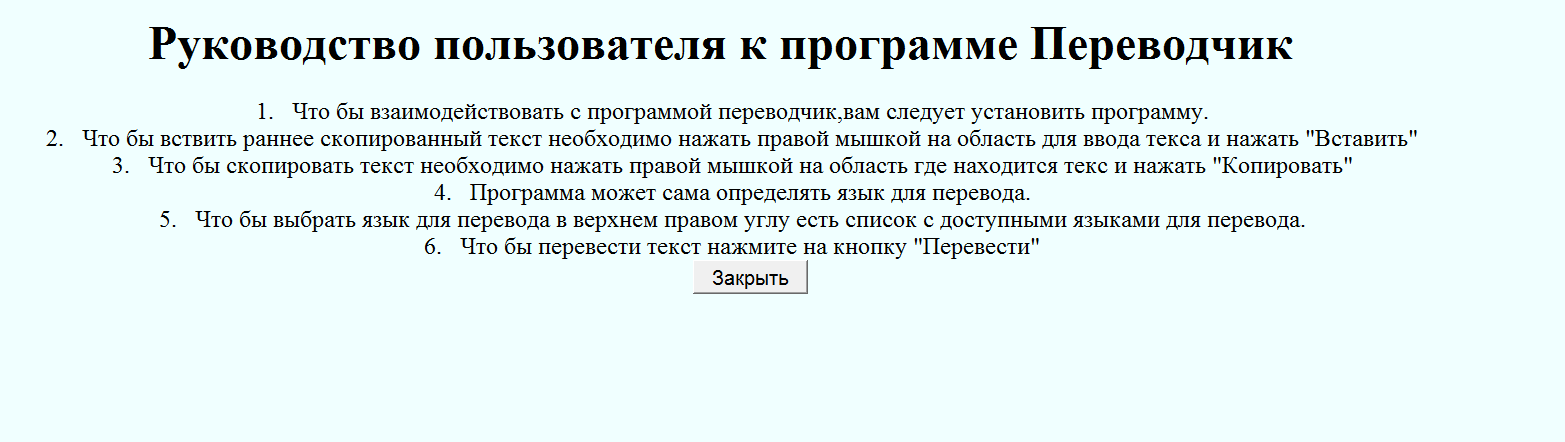 Руководство пользователя к программе Переводчик
1. Что бы взаимодействовать с программой переводчик,вам следует установить программу.
2. Что бы вствить раннее скопированный текст необходимо нажать правой мышкой на область для ввода текса и нажать "Вставить"
3. Что бы скопировать текст необходимо нажать правой мышкой на область где находится текс и нажать "Копировать"
4. Программа может сама определять язык для перевода.
5. Что бы выбрать язык для перевода в верхнем правом углу есть список с доступными языками для перевода.
6. Что бы перевести текст нажмите на кнопку "Перевести"
Закрыть